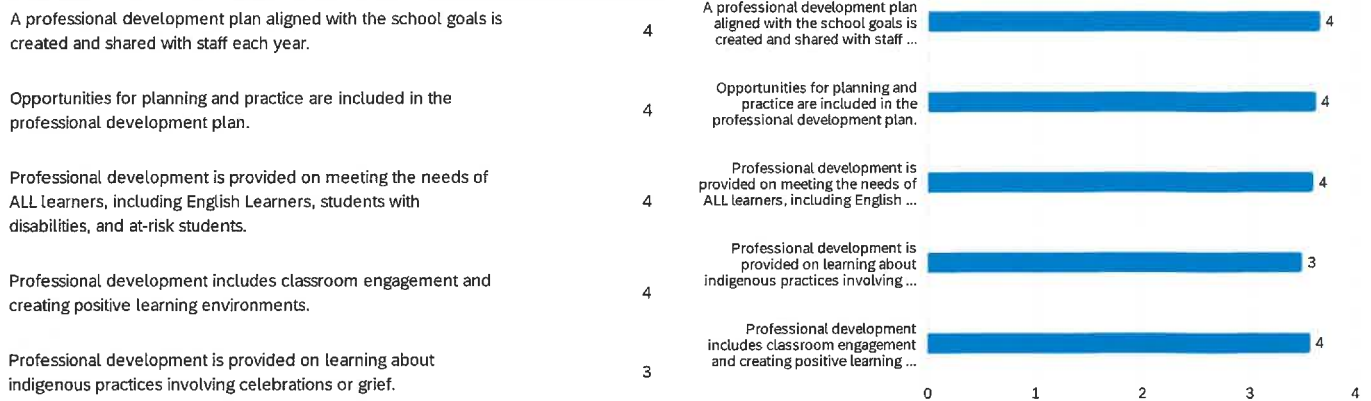 A professional development plan aligned with the school goals is
created and shared with staff each year.
4
Opportunities for planning and practice are included in the
professional development plan.
4
Professional development is provided on meeting the needs of
ALL learners, including English Learners, students with
disabilities, and at-risk students.
4
Professional development includes classroom engagement and
creating positive learning environments.
4
Professional development is provided on learning about
indigenous practices involving celebrations or grief.
3
A professional development plan
aligned with the school goals is
created and shared with staff ...
4
Opportunities for planning and
practice are included in the
professional development plan.
4
Professional development is
provided on meeting the needs of
ALL learners, including English ...
4
Professional development is
provided on learning about
indigenous practices involving ...
3
Professional development
includes classroom engagement
and creating positive learning ...
4
0 1 2 3 4